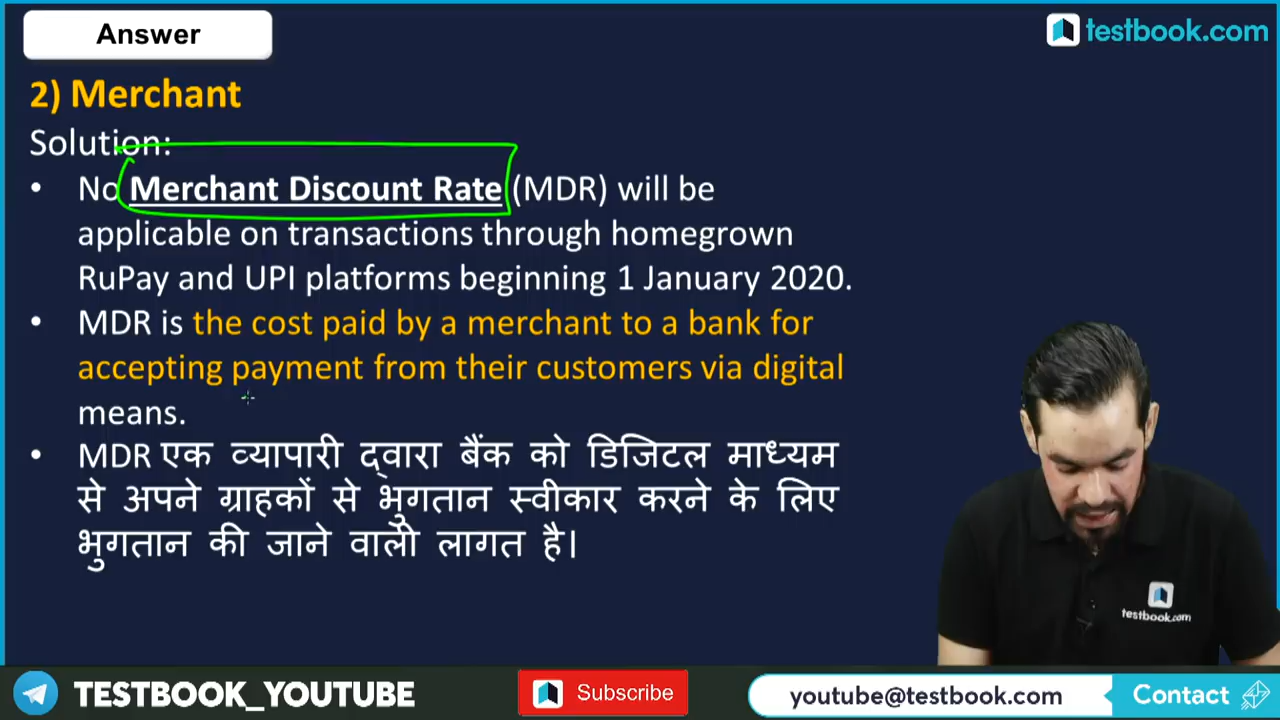 Answer
testbook.com
2) Merchant
Solution:
• No Merchant Discount Rate (MDR) will be
applicable on transactions through homegrown
RuPay and UPI platforms beginning 1 January 2020.
• MDR is the cost paid by a merchant to a bank for
accepting payment from their customers via digital
means.
• MDR एक व्यापारी द्वारा बैंक को डिजिटल माध्यम
से अपने ग्राहकों से भुगतान स्वीकार करने के लिए
भुगतान की जाने वाली लागत है।
testbook.com
TESTBOOK_YOUTUBE
Subscribe
youtube@testbook.com
Contact